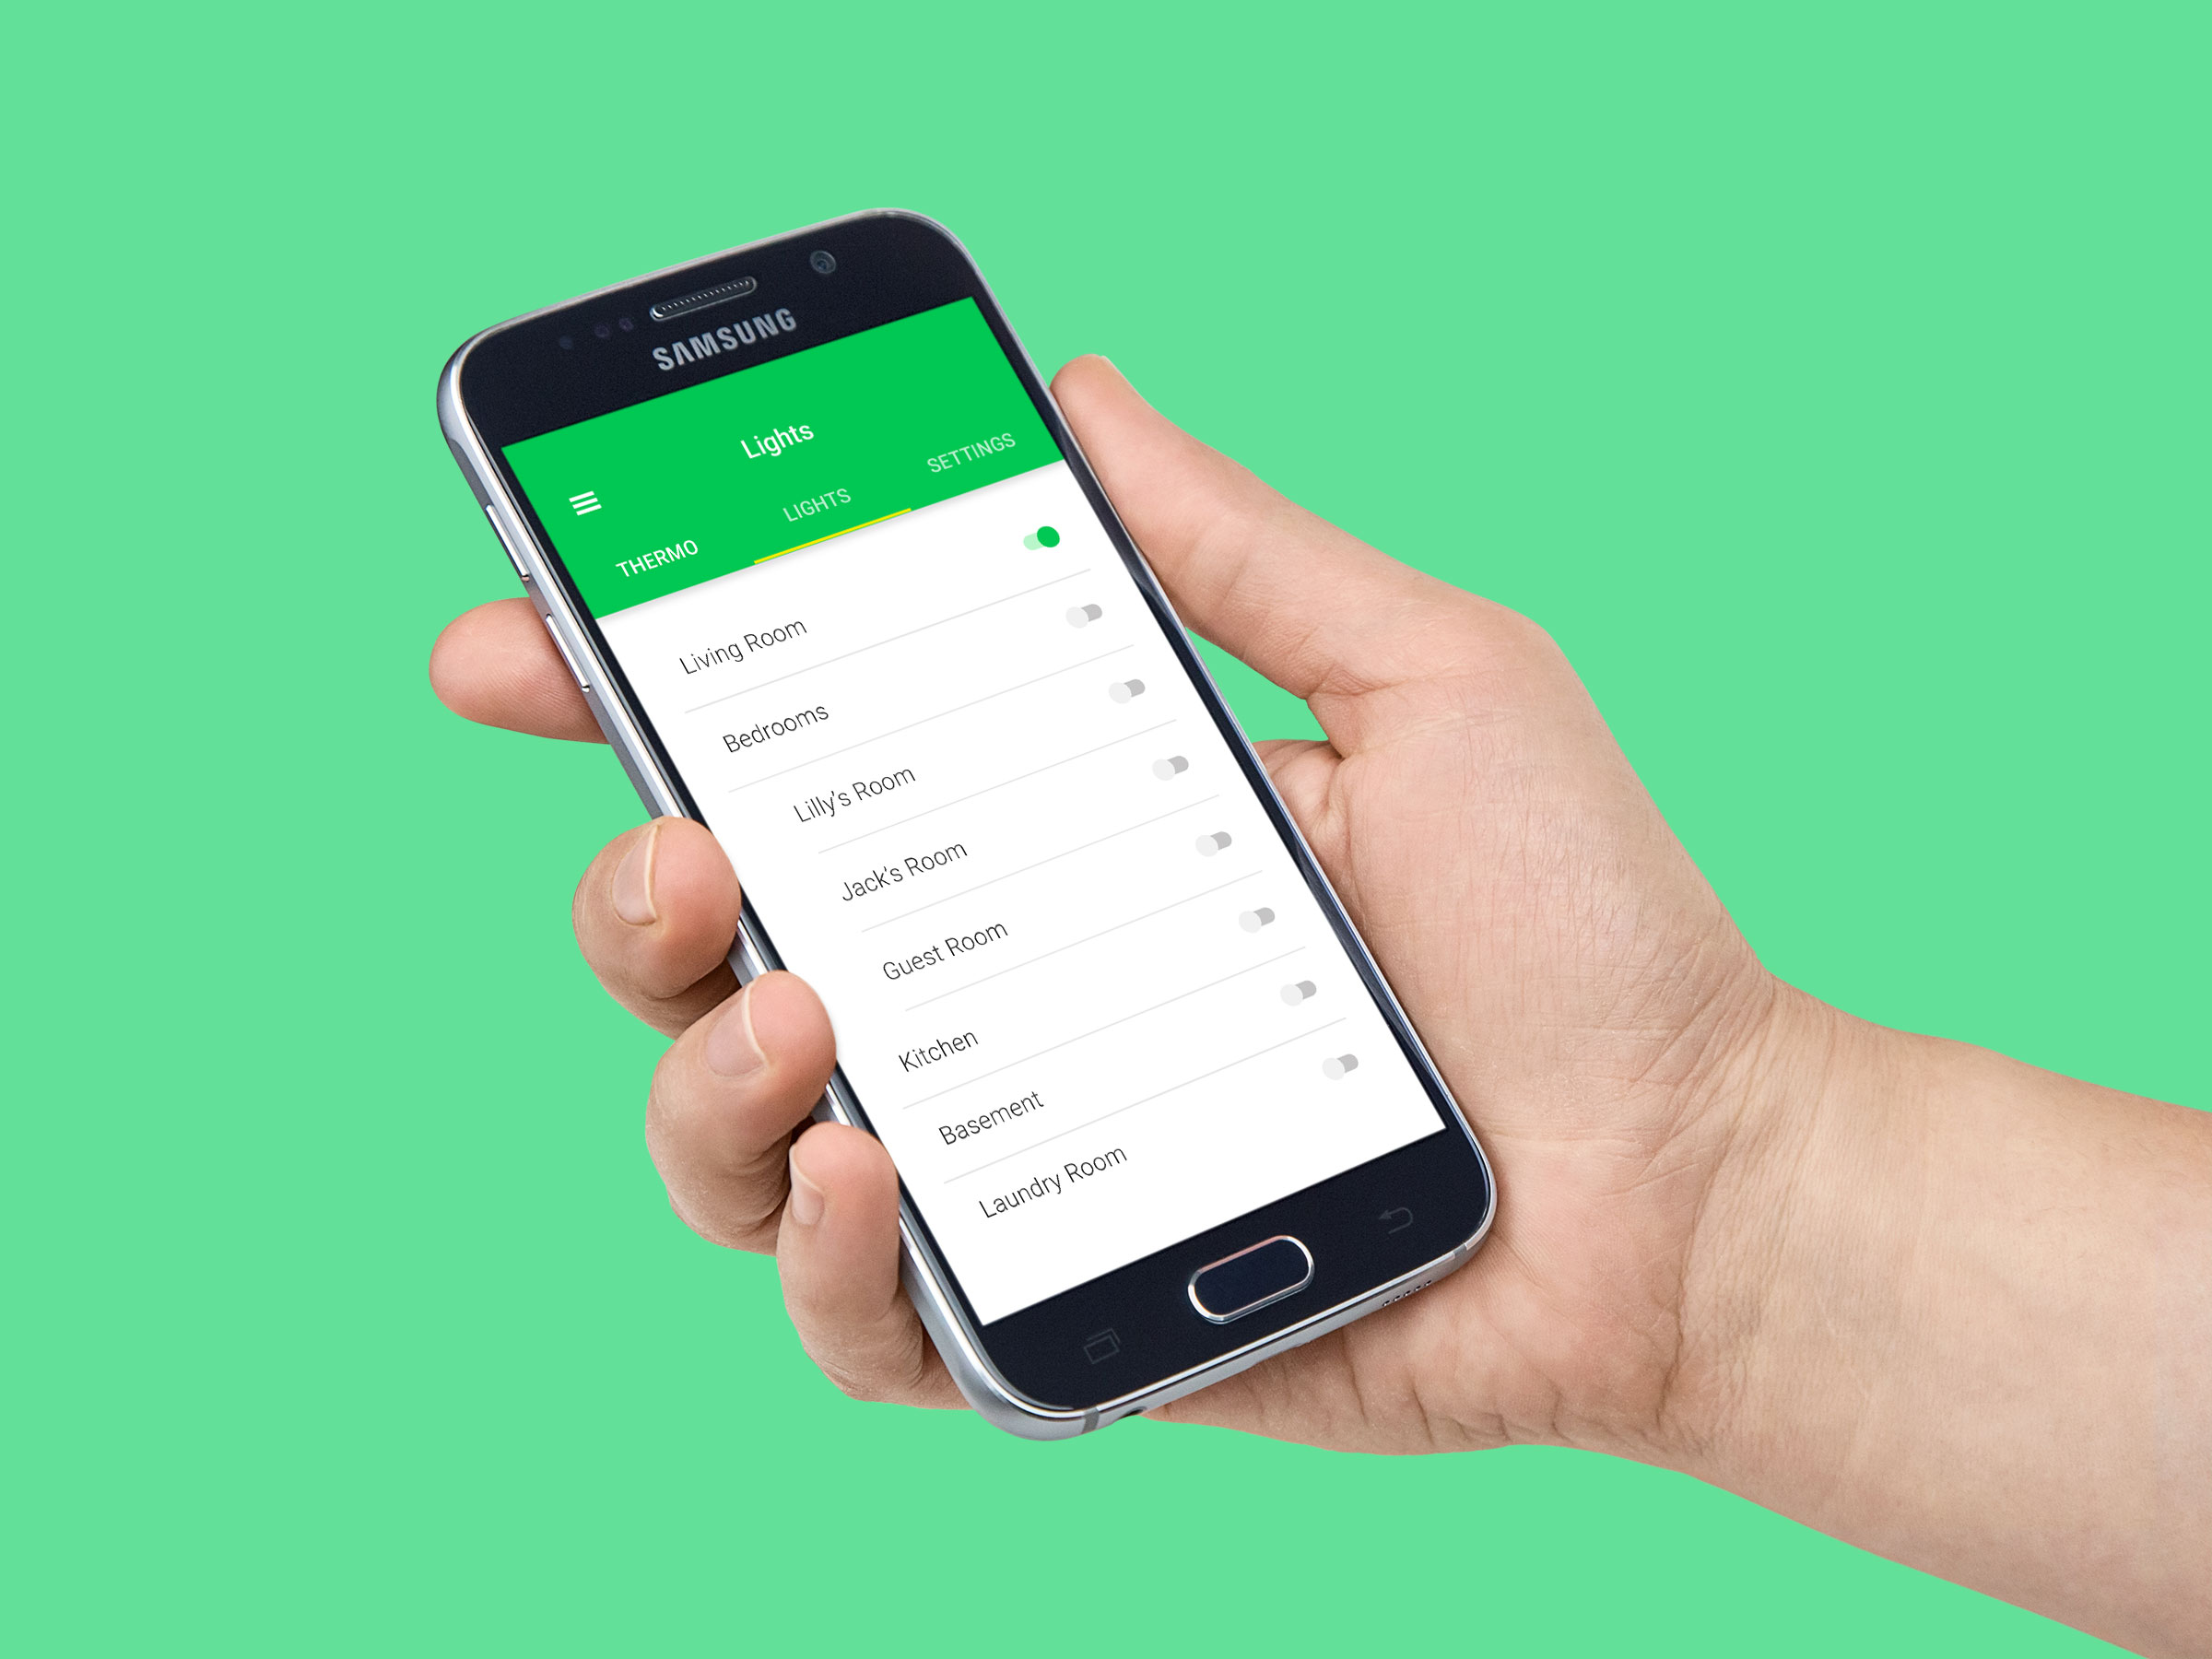 SAMSUNG
Lights
THERMO LIGHTS SETTINGS
Living Room
Bedrooms
Lilly's Room
Jack's Room
Guest Room
Kitchen
Basement
Laundry Room